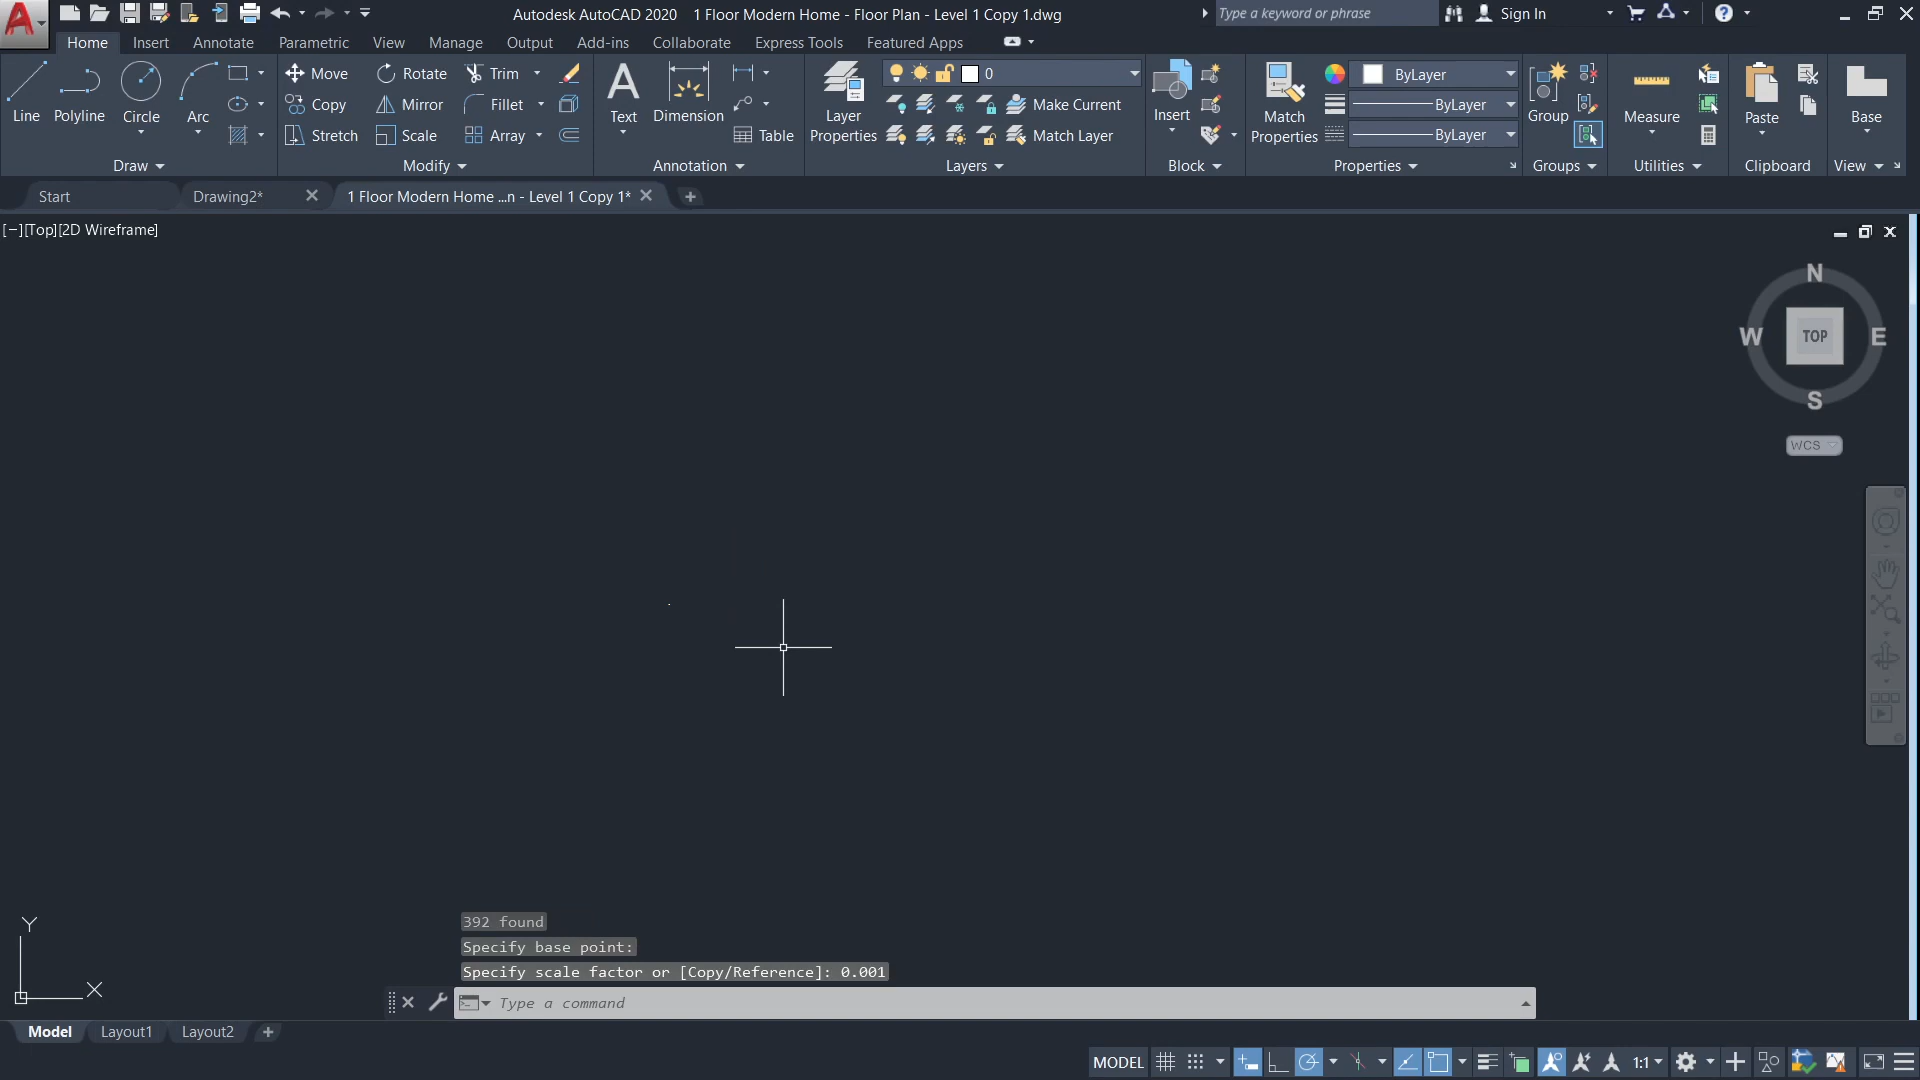 Autodesk AutoCAD 2020 1 Floor Modern Home - Floor Plan - Level 1 Copy 1.dwg
Type a keyword or phrase
Sign In
Home Insert Annotate Parametric View Manage Output Add-ins Collaborate Express Tools Featured Apps
Line Polyline Circle Arc
Move Rotate Trim
Copy Mirror Fillet
Stretch Scale Array
Text Dimension Table
Layer Properties
0
Make Current
Match Layer
Insert
Match Properties
ByLayer
ByLayer
ByLayer
Group
Measure
Paste
Base
Draw Modify Annotation Layers Block Properties Groups Utilities Clipboard View
Start Drawing2* 1 Floor Modern Home ...n - Level 1 Copy 1*
[−][Top][2D Wireframe]
N
W TOP E
S
WCS
Y
X
392 found
Specify base point:
Specify scale factor or [Copy/Reference]: 0.001
Type a command
Model Layout1 Layout2
MODEL 1:1